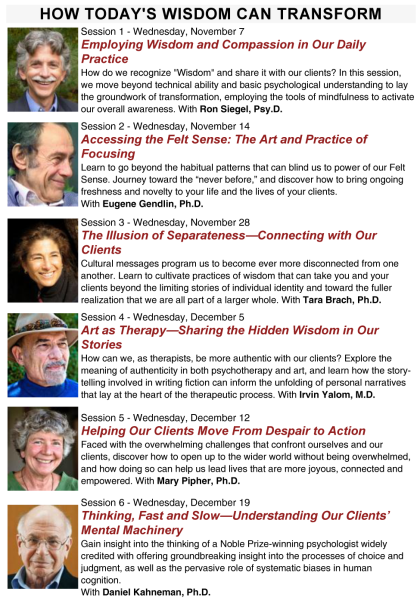 HOW TODAY'S WISDOM CAN TRANSFORM
Session 1 - Wednesday, November 7
Employing Wisdom and Compassion in Our Daily
Practice
How do we recognize "Wisdom" and share it with our clients? In this session,
we move beyond technical ability and basic psychological understanding to lay
the groundwork of transformation, employing the tools of mindfulness to activate
our overall awareness. With Ron Siegel, Psy.D.
Session 2 - Wednesday, November 14
Accessing the Felt Sense: The Art and Practice of
Focusing
Learn to go beyond the habitual patterns that can blind us to power of our Felt
Sense. Journey toward the “never before,” and discover how to bring ongoing
freshness and novelty to your life and the lives of your clients.
With Eugene Gendlin, Ph.D.
Session 3 - Wednesday, November 28
The Illusion of Separateness—Connecting with Our
Clients
Cultural messages program us to become ever more disconnected from one
another. Learn to cultivate practices of wisdom that can take you and your
clients beyond the limiting stories of individual identity and toward the fuller
realization that we are all part of a larger whole. With Tara Brach, Ph.D.
Session 4 - Wednesday, December 5
Art as Therapy—Sharing the Hidden Wisdom in Our
Stories
How can we, as therapists, be more authentic with our clients? Explore the
meaning of authenticity in both psychotherapy and art, and learn how the story-
telling involved in writing fiction can inform the unfolding of personal narratives
that lay at the heart of the therapeutic process. With Irvin Yalom, M.D.
Session 5 - Wednesday, December 12
Helping Our Clients Move From Despair to Action
Faced with the overwhelming challenges that confront ourselves and our
clients, discover how to open up to the wider world without being overwhelmed,
and how doing so can help us lead lives that are more joyous, connected and
empowered. With Mary Pipher, Ph.D.
Session 6 - Wednesday, December 19
Thinking, Fast and Slow—Understanding Our Clients’
Mental Machinery
Gain insight into the thinking of a Noble Prize-winning psychologist widely
credited with offering groundbreaking insight into the processes of choice and
judgment, as well as the pervasive role of systematic biases in human
cognition.
With Daniel Kahneman, Ph.D.